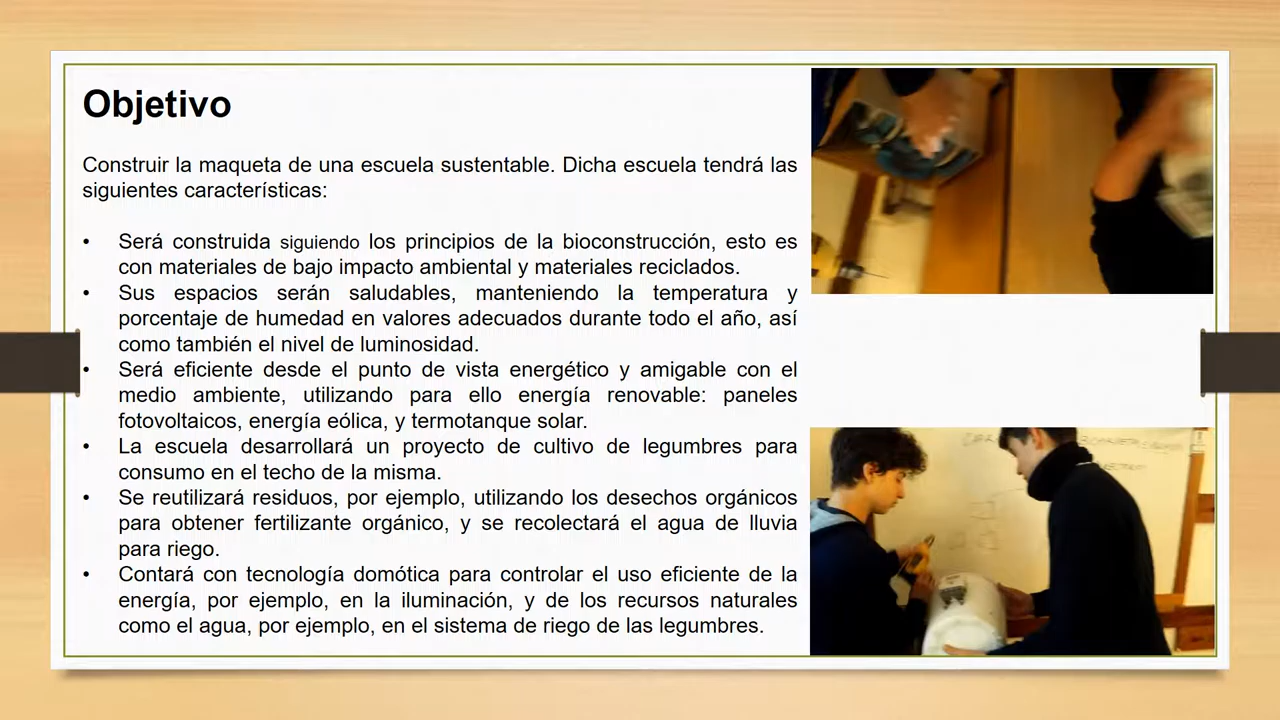 Objetivo
Construir la maqueta de una escuela sustentable. Dicha escuela tendrá las
siguientes características:
• Será construida siguiendo los principios de la bioconstrucción, esto es
con materiales de bajo impacto ambiental y materiales reciclados.
• Sus espacios serán saludables, manteniendo la temperatura y
porcentaje de humedad en valores adecuados durante todo el año, así
como también el nivel de luminosidad.
• Será eficiente desde el punto de vista energético y amigable con el
medio ambiente, utilizando para ello energía renovable: paneles
fotovoltaicos, energía eólica, y termotanque solar.
• La escuela desarrollará un proyecto de cultivo de legumbres para
consumo en el techo de la misma.
• Se reutilizará residuos, por ejemplo, utilizando los desechos orgánicos
para obtener fertilizante orgánico, y se recolectará el agua de lluvia
para riego.
• Contará con tecnología domótica para controlar el uso eficiente de la
energía, por ejemplo, en la iluminación, y de los recursos naturales
como el agua, por ejemplo, en el sistema de riego de las legumbres.